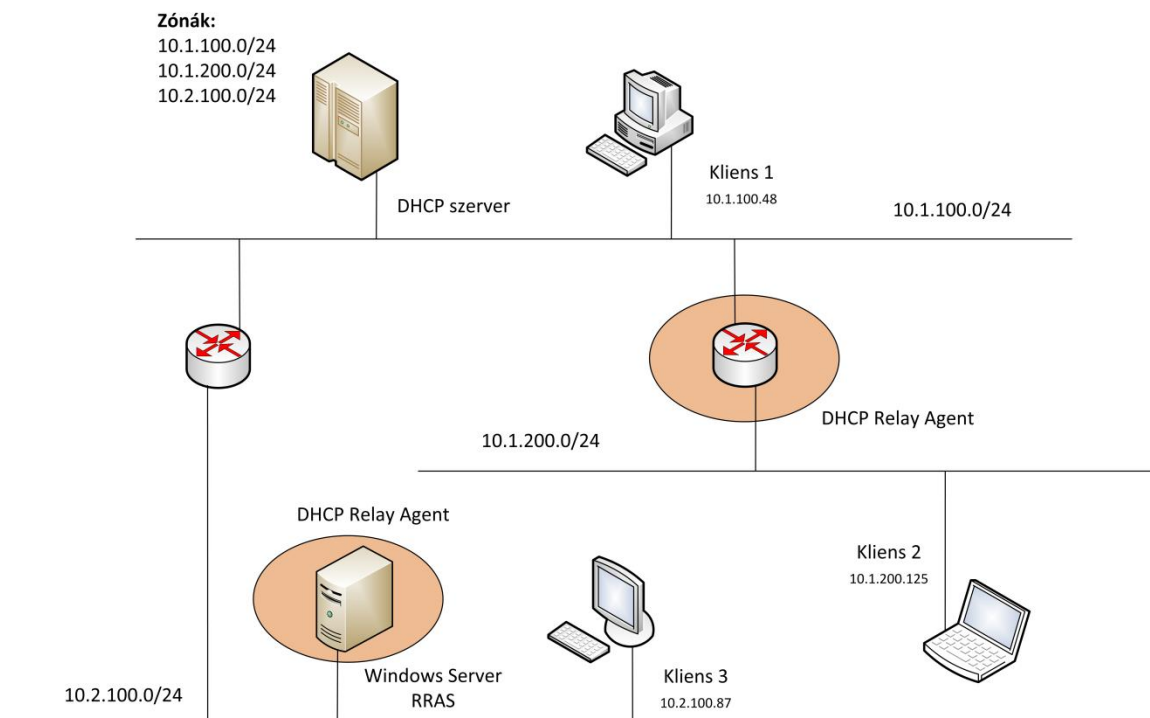 Zónák:
10.1.100.0/24
10.1.200.0/24
10.2.100.0/24
DHCP szerver
Kliens 1
10.1.100.48
10.1.100.0/24
DHCP Relay Agent
10.1.200.0/24
DHCP Relay Agent
Kliens 2
10.1.200.125
Windows Server
RRAS
Kliens 3
10.2.100.87
10.2.100.0/24